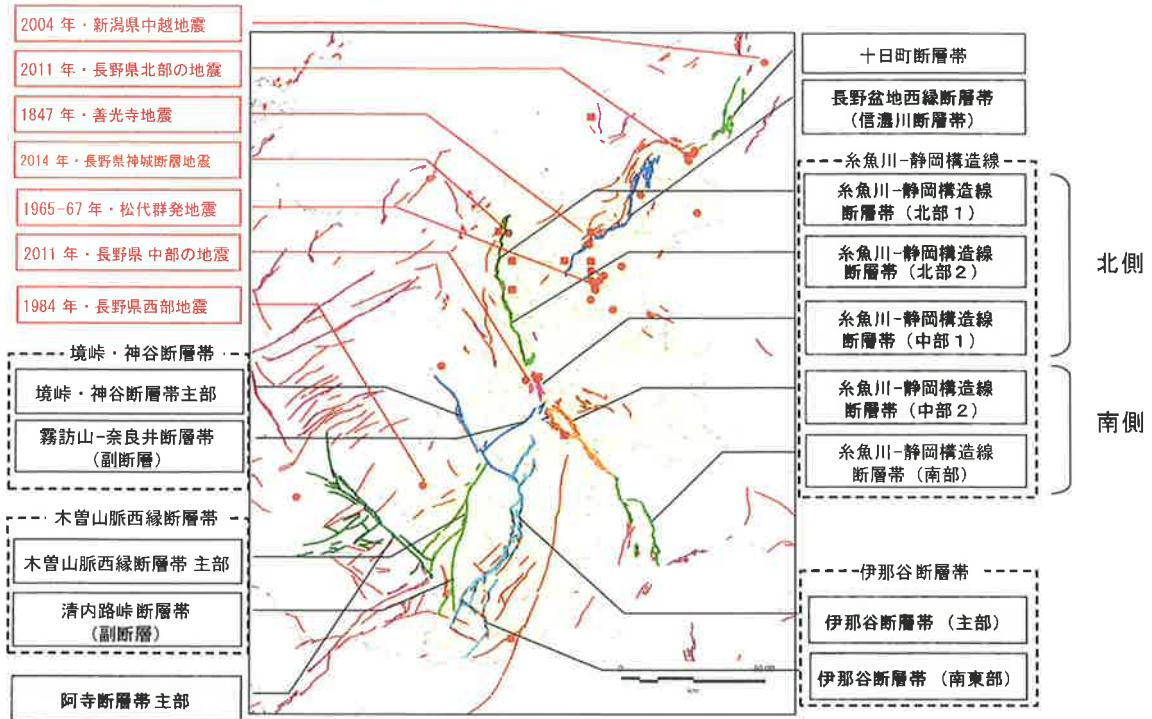 2004 年・新潟県中越地震
2011 年・長野県北部の地震
1847 年・善光寺地震
2014 年・長野県神城断層地震
1965-67 年・松代群発地震
2011 年・長野県 中部の地震
1984 年・長野県西部地震
境峠・神谷断層帯
境峠・神谷断層帯主部
霧訪山−奈良井断層帯
(副断層)
木曽山脈西縁断層帯
木曽山脈西縁断層帯 主部
清内路峠断層帯
(副断層)
阿寺断層帯主部
十日町断層帯
長野盆地西縁断層帯
(信濃川断層帯)
糸魚川−静岡構造線
糸魚川−静岡構造線
断層帯（北部１）
糸魚川−静岡構造線
断層帯（北部２）
糸魚川−静岡構造線
断層帯（中部１）
糸魚川−静岡構造線
断層帯（中部２）
糸魚川−静岡構造線
断層帯（南部）
北側
南側
伊那谷断層帯
伊那谷断層帯（主部）
伊那谷断層帯（南東部）
0
km